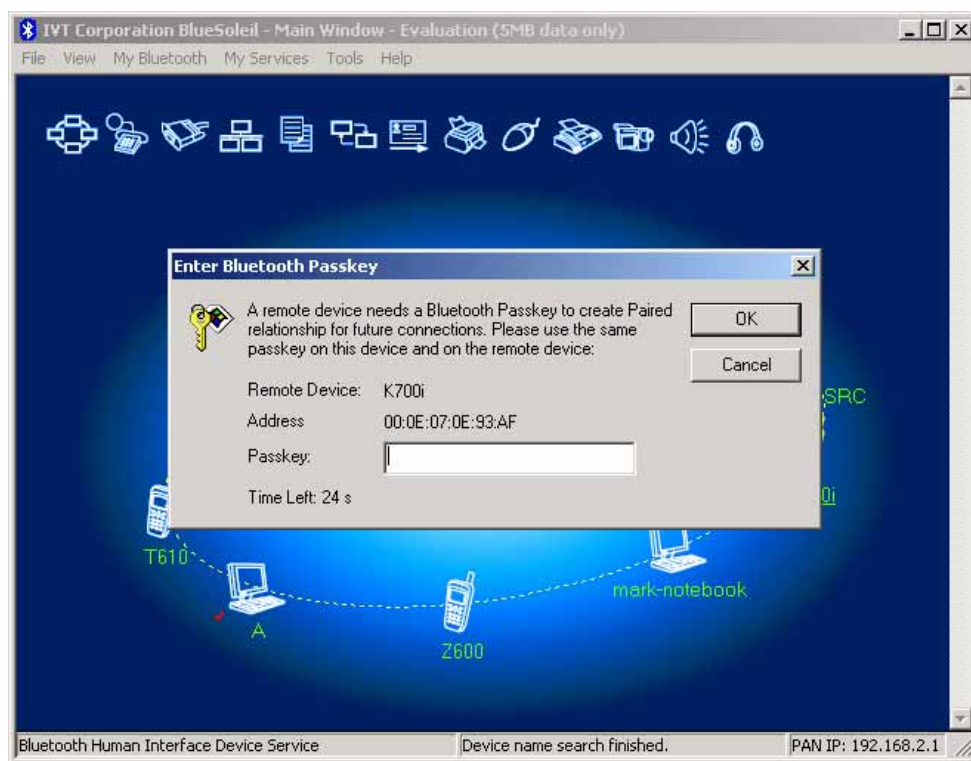 IVT Corporation BlueSoleil - Main Window - Evaluation (5MB data only)
File View My Bluetooth My Services Tools Help
Enter Bluetooth Passkey
A remote device needs a Bluetooth Passkey to create Paired
relationship for future connections. Please use the same
passkey on this device and on the remote device:
OK
Cancel
Remote Device: K700i
Address 00:0E:07:0E:93:AF
Passkey:
Time Left: 24 s
SRC
0i
T610
mark-notebook
A
Z600
Bluetooth Human Interface Device Service
Device name search finished.
PAN IP: 192.168.2.1